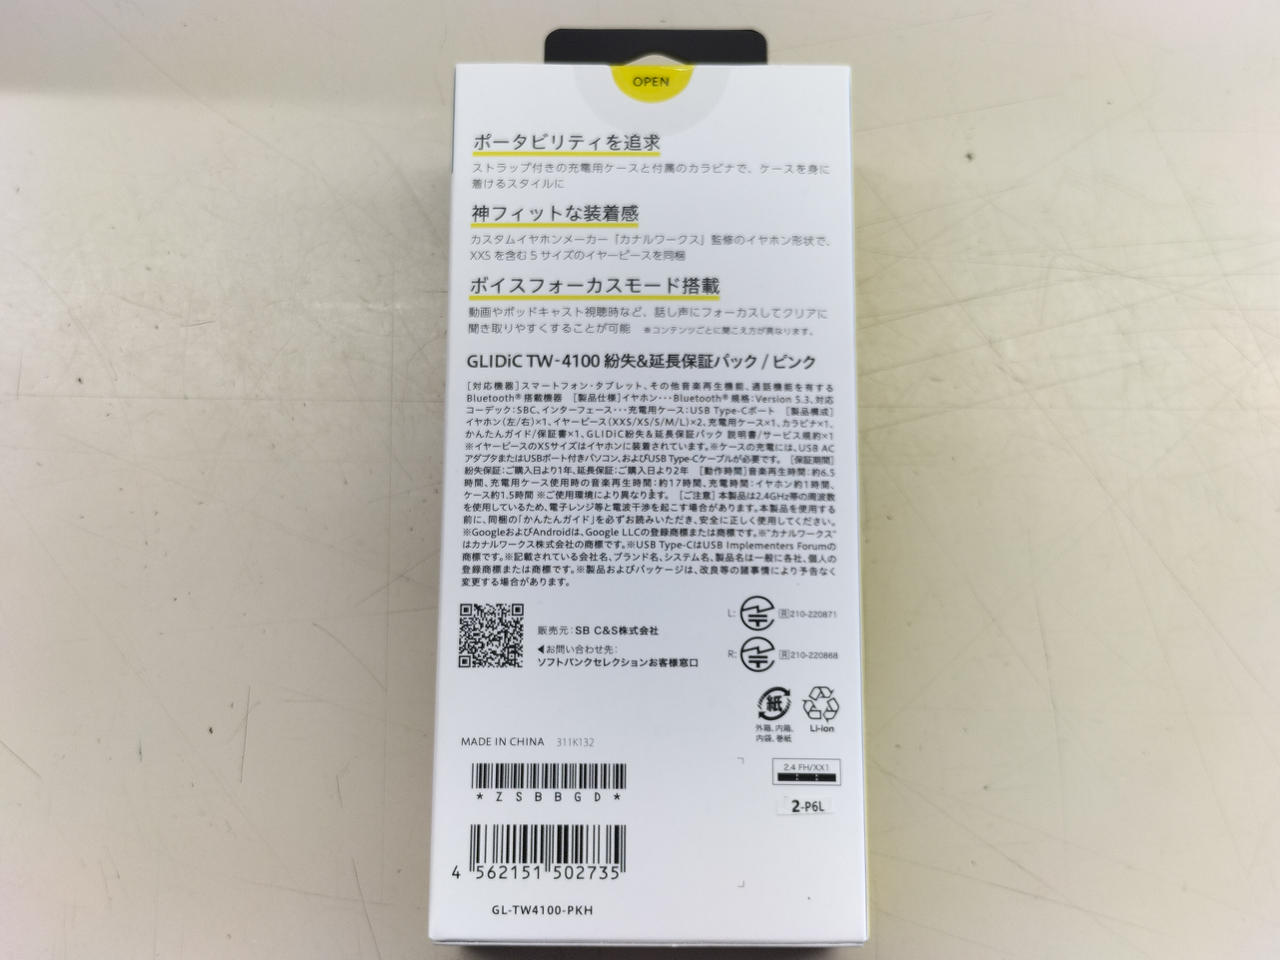 OPEN
ポータビリティを追求
ストラップ付きの充電用ケースと付属のカラビナで、ケースを身に
着けるスタイルに
神フィットな装着感
カスタムイヤホンメーカー「カナルワークス」監修のイヤホン形状で、
XXS を含む 5 サイズのイヤーピースを同梱
ボイスフォーカスモード搭載
動画やポッドキャスト視聴時など、話し声にフォーカスしてクリアに
聞き取りやすくすることが可能 ※コンテンツごとに聞こえ方が異なります。
GLIDiC TW-4100 紛失&延長保証パック / ピンク
[対応機器]スマートフォン・タブレット、その他音楽再生機能、通話機能を有する
Bluetooth®搭載機器 [製品仕様]イヤホン･･･Bluetooth®規格:Version 5.3、対応
コーデック:SBC、インターフェース･･･充電用ケース:USB Type-Cポート [製品構成]
イヤホン(左/右)×1、イヤーピース(XXS/XS/S/M/L)×2、充電用ケース×1、カラビナ×1、
かんたんガイド/保証書×1、GLIDiC紛失&延長保証パック 説明書/サービス規約×1
※イヤーピースのXSサイズはイヤホンに装着されています。※ケースの充電には、USB AC
アダプタまたはUSBポート付きパソコン、およびUSB Type-Cケーブルが必要です。 [保証期間]
紛失保証:ご購入日より1年、延長保証:ご購入日より2年 [動作時間]音楽再生時間:約6.5
時間、充電用ケース使用時の音楽再生時間:約17時間、充電時間:イヤホン約1時間、
ケース約1.5時間 ※ご使用環境により異なります。 [ご注意]本製品は2.4GHz帯の周波数
を使用しているため、電子レンジ等と電波干渉を起こす場合があります。本製品を使用する
前に、同梱の「かんたんガイド」を必ずお読みいただき、安全に正しく使用してください。
※GoogleおよびAndroidは、Google LLCの登録商標または商標です。※"カナルワークス"
はカナルワークス株式会社の商標です。※USB Type-CはUSB Implementers Forumの
商標です。※記載されている会社名、ブランド名、システム名、製品名は一般に各社、個人の
登録商標または商標です。※製品およびパッケージは、改良等の諸事情により予告なく
変更する場合があります。
販売元:SB C&S株式会社
◀お問い合わせ先:
ソフトバンクセレクションお客様窓口
L: R 210-220871
R: R 210-220868
紙
外箱、内箱、
内袋、巻紙
Li-ion
MADE IN CHINA 311K132
2.4 FH/XX1
*ZSBBGD*
2-P6L
4 562151 502735
GL-TW4100-PKH